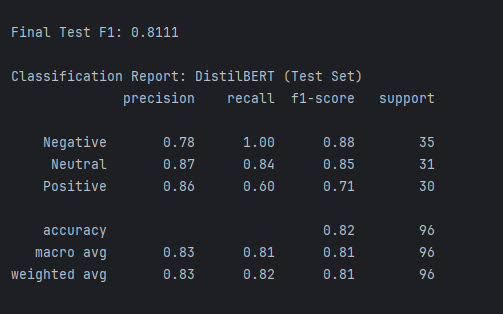 Final Test F1: 0.8111
Classification Report: DistilBERT (Test Set)
precision recall f1-score support
Negative 0.78 1.00 0.88 35
Neutral 0.87 0.84 0.85 31
Positive 0.86 0.60 0.71 30
accuracy 0.82 96
macro avg 0.83 0.81 0.81 96
weighted avg 0.83 0.82 0.81 96